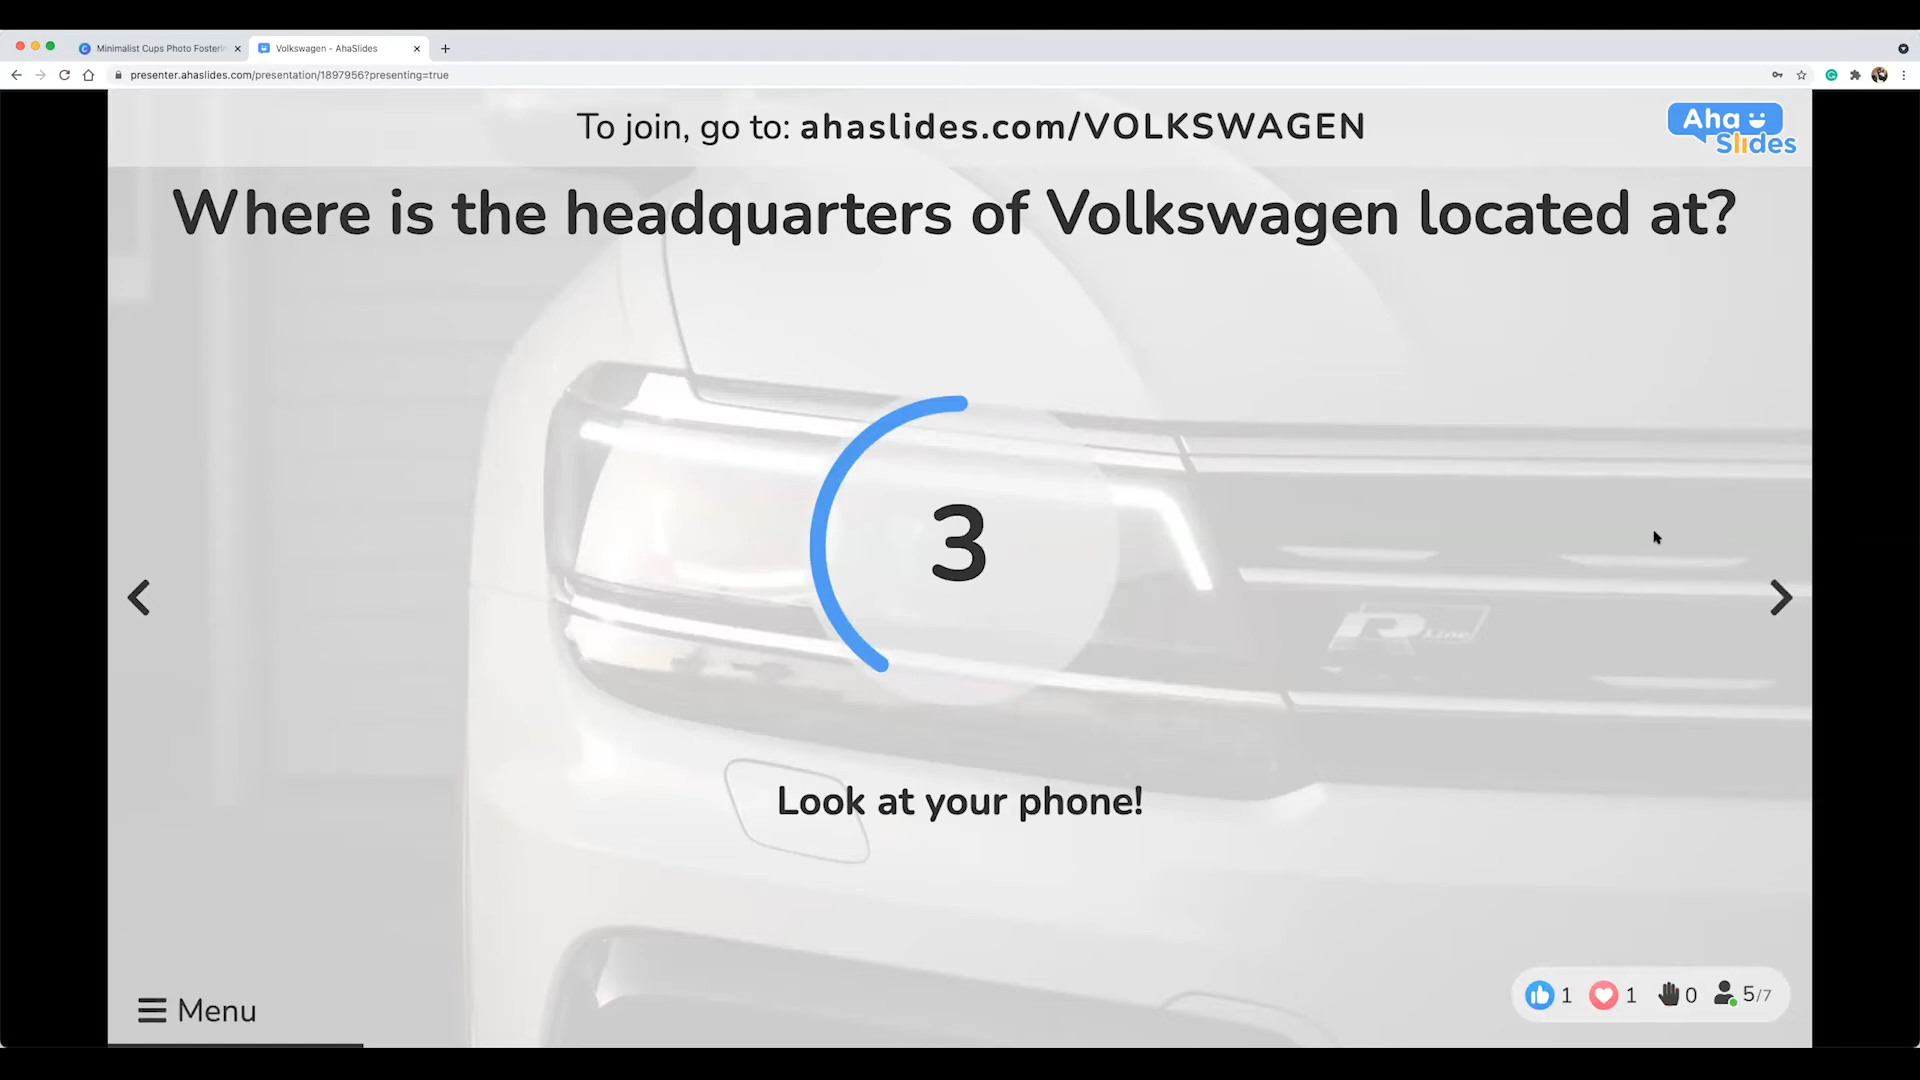 Minimalist Cups Photo Fosterin
Volkswagen - AhaSlides
presenter.ahaslides.com/presentation/1897956?presenting=true
To join, go to: ahaslides.com/VOLKSWAGEN
Aha
Slides
Where is the headquarters of Volkswagen located at?
3
R Line
Look at your phone!
Menu
1 1 0 5/7